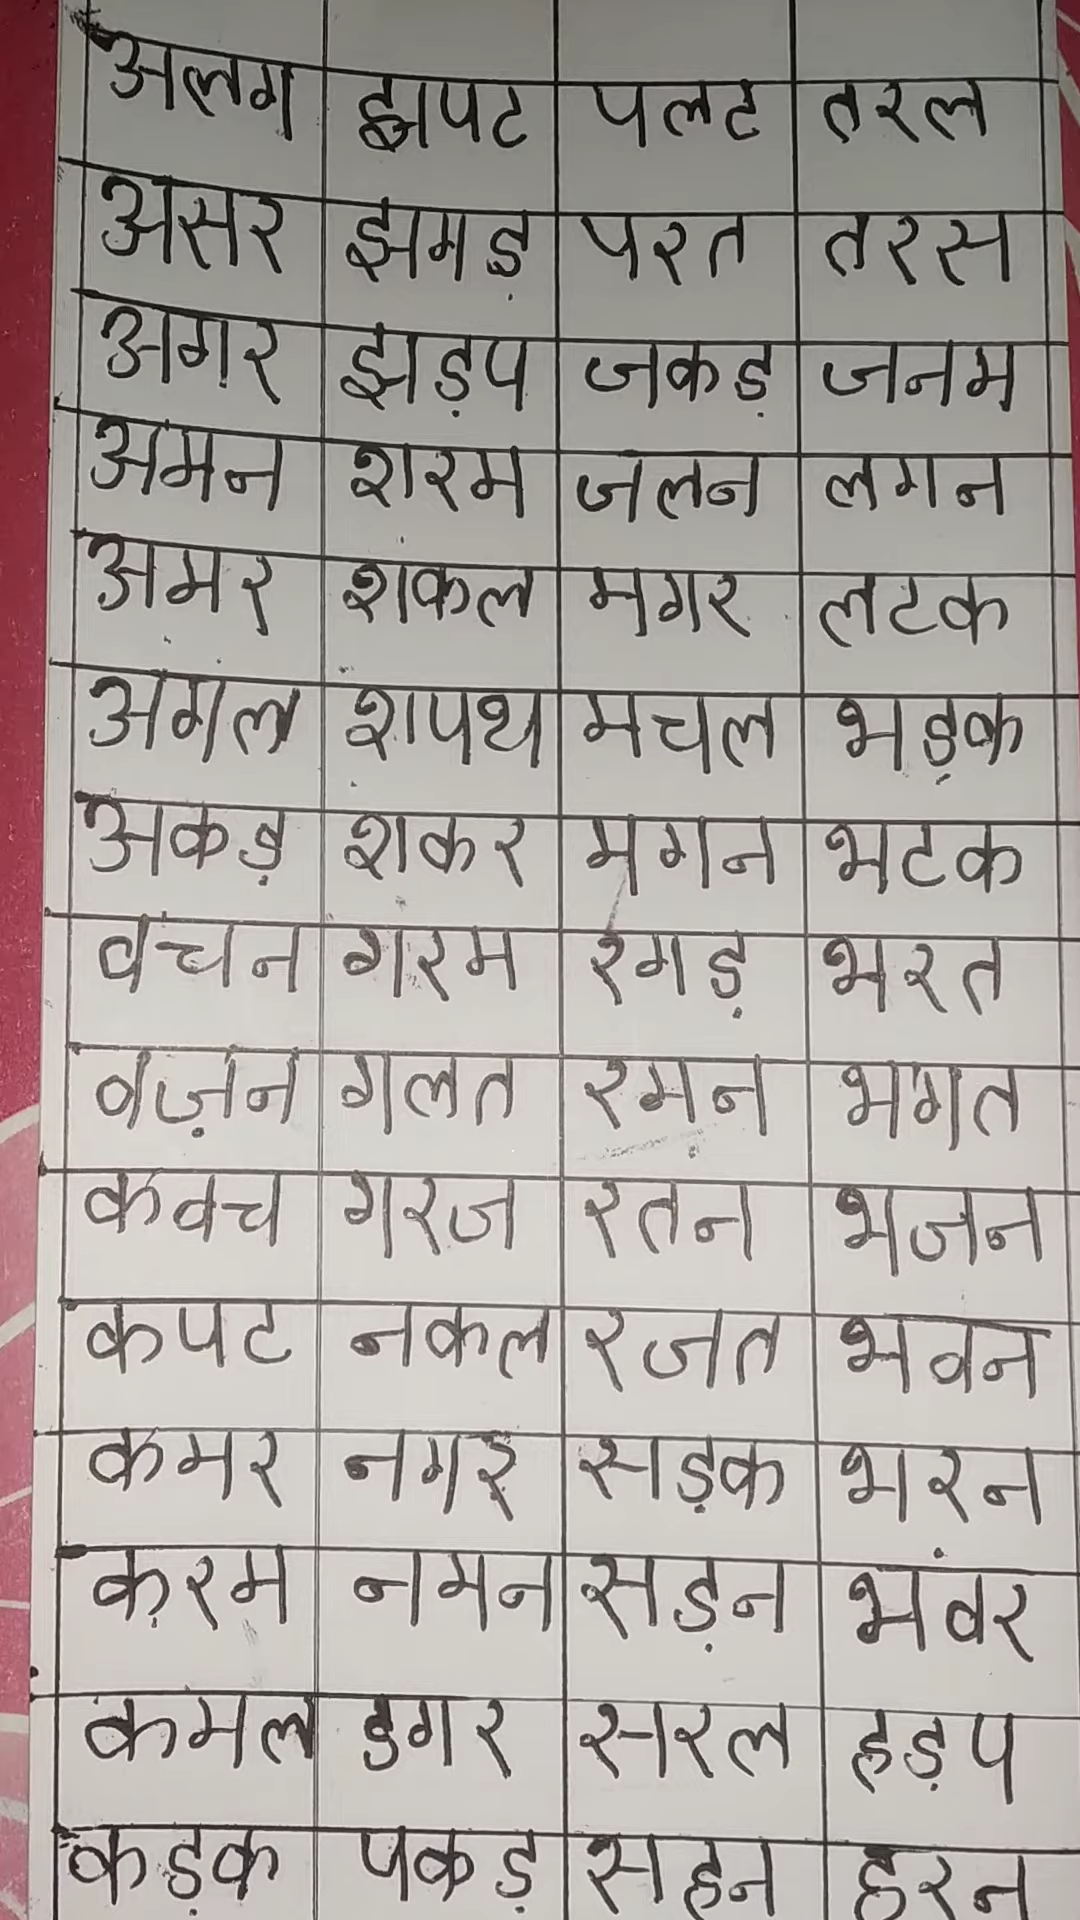 अलग झपट पलट तरल
असर झगड़ परत तरस
अगर झड़प जकड़ जनम
अमन शरम जलन लगन
अमर शकल मगर लटक
अगल शपथ मचल भड़क
अकड़ शकर मगन भटक
वचन गरम रगड़ भरत
वज़न गलत रमन भगत
कवच गरज रतन भजन
कपट नकल रजत भवन
कमर नगर सड़क भरन
करम नमन सड़न भंवर
कमल डगर सरल हड़प
कड़क पकड़ सहन हरन